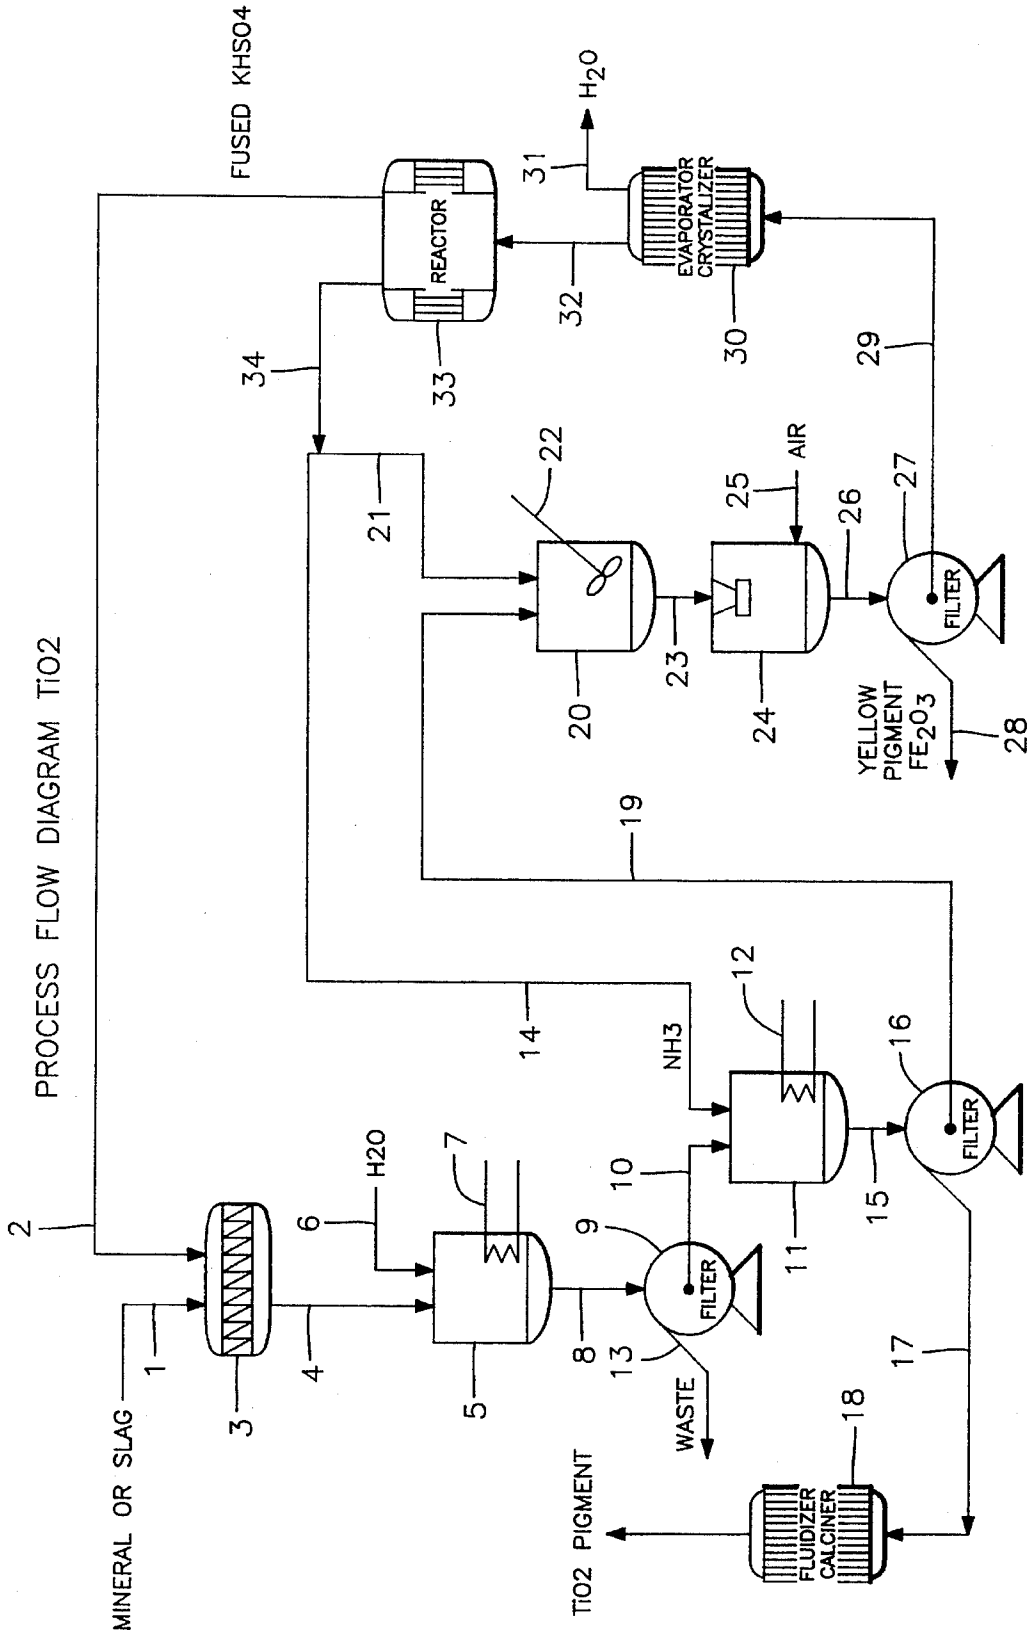 PROCESS FLOW DIAGRAM TiO2
2
FUSED KHSO4
MINERAL OR SLAG
1
3
4
6
H2O
7
5
8
9
10
13
FILTER
WASTE
14
NH3
12
11
15
16
FILTER
17
18
FLUIDIZER
CALCINER
TiO2 PIGMENT
19
34
21
22
20
23
24
25
AIR
26
27
FILTER
YELLOW
PIGMENT
FE2O3
28
29
REACTOR
33
32
31
H2O
EVAPORATOR
CRYSTALIZER
30